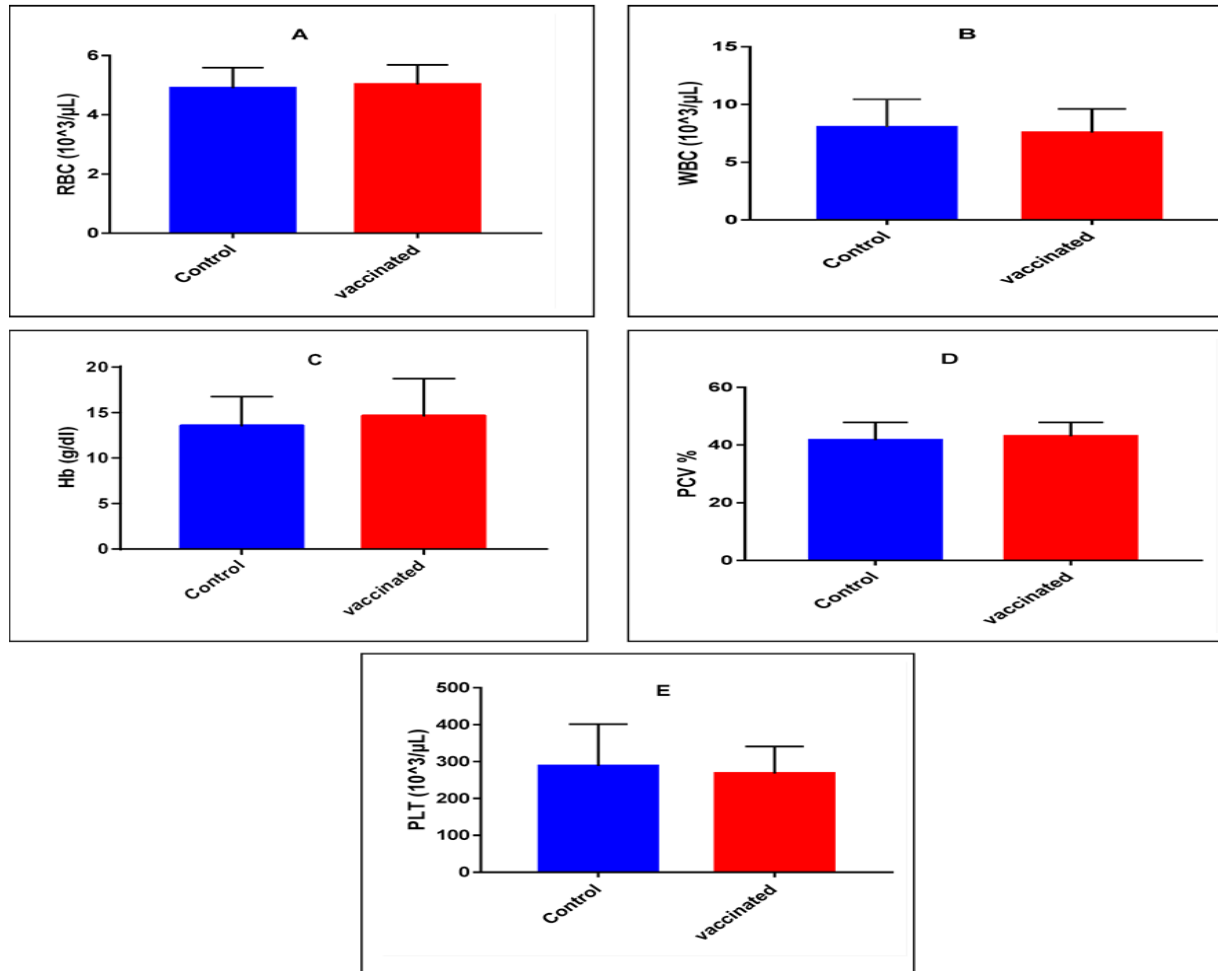 A
RBC (10^3/µL)
6
4
2
0
Control
vaccinated
B
WBC (10^3/µL)
15
10
5
0
Control
vaccinated
C
Hb (g/dl)
20
15
10
5
0
Control
vaccinated
D
PCV %
60
40
20
0
Control
vaccinated
E
PLT (10^3/µL)
500
400
300
200
100
0
Control
vaccinated